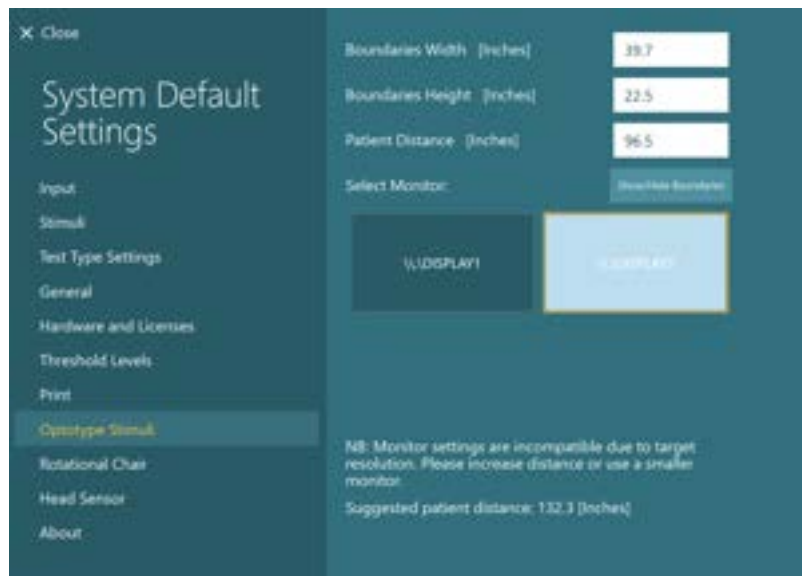 X Close
System Default
Settings
Input
Stimuli
Test Type Settings
General
Hardware and Licenses
Threshold Levels
Print
Optotype Stimuli
Rotational Chair
Head Sensor
About
Boundaries Width [Inches] 39.7
Boundaries Height [Inches] 22.5
Patient Distance [Inches] 96.5
Select Monitor: Show/Hide Boundaries
\\.\DISPLAY1
NB: Monitor settings are incompatible due to target
resolution. Please increase distance or use a smaller
monitor.
Suggested patient distance: 132.3 [Inches]